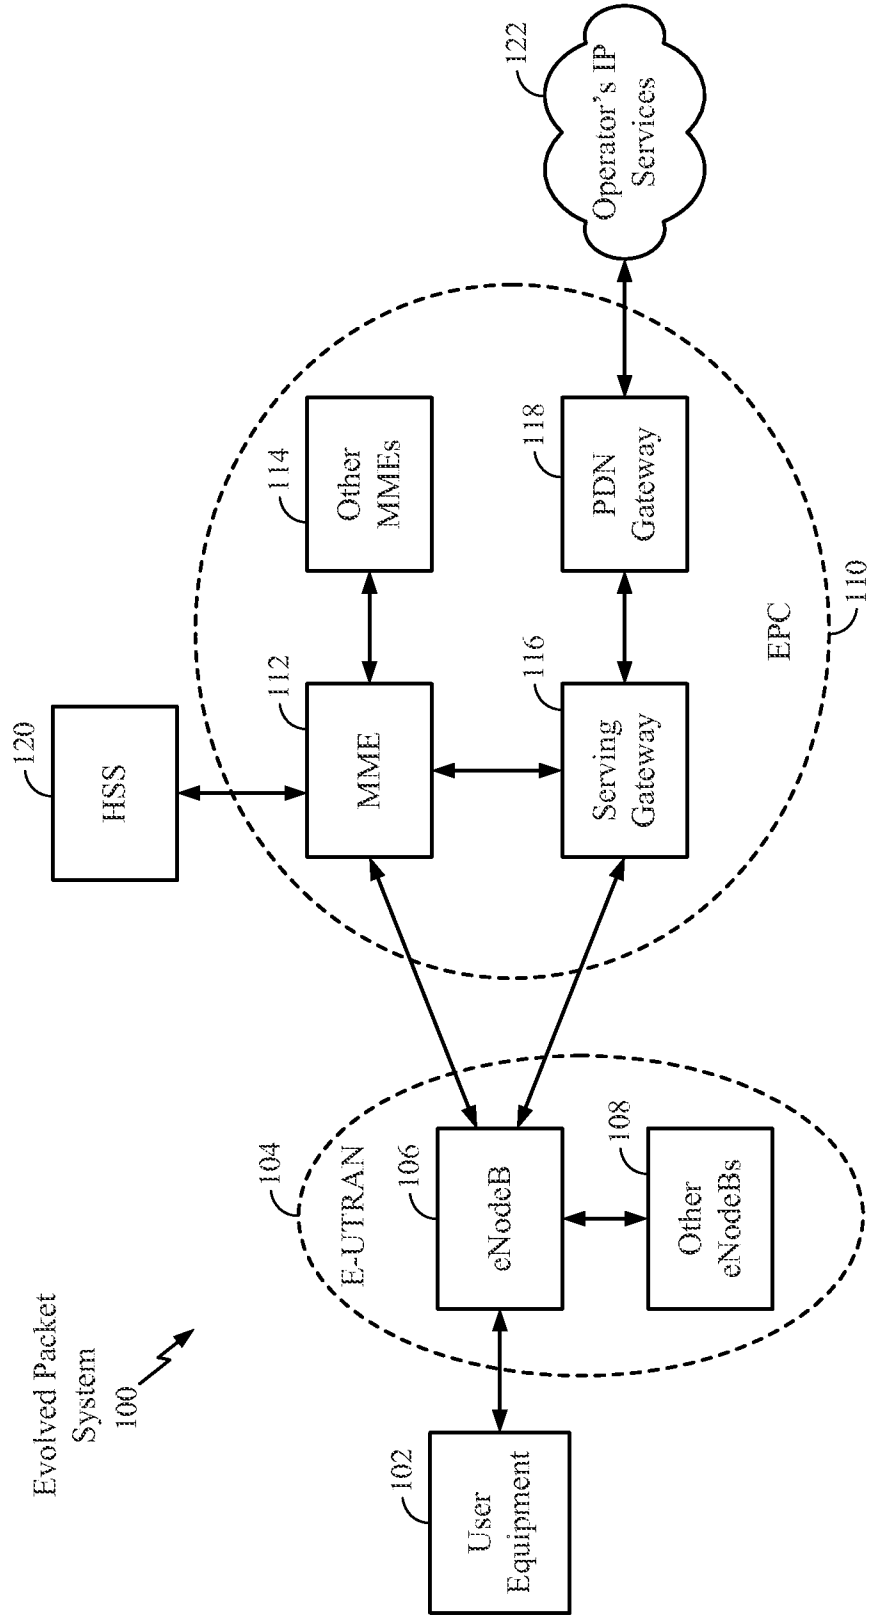 Evolved Packet
System
100
102
User
Equipment
104
E-UTRAN
106
eNodeB
108
Other
eNodeBs
120
HSS
112
MME
114
Other
MMEs
116
Serving
Gateway
118
PDN
Gateway
EPC
110
122
Operator's IP
Services